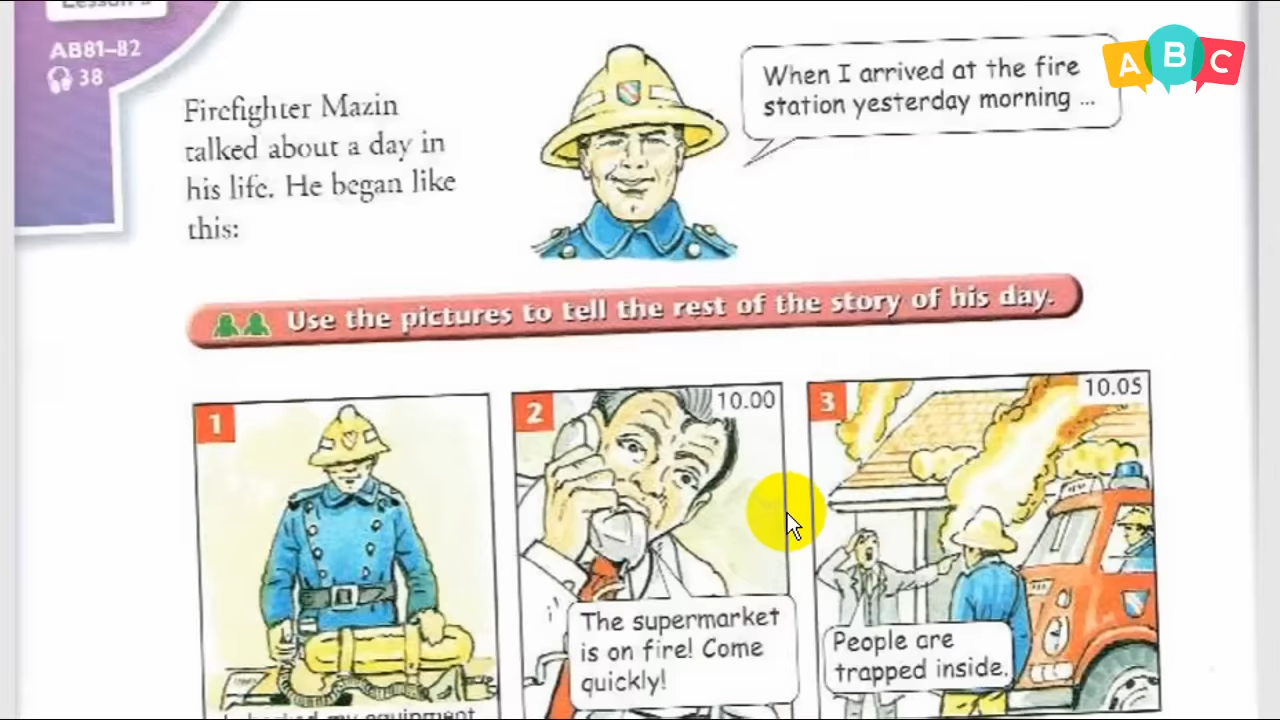 AB81–82
38
Firefighter Mazin
talked about a day in
his life. He began like
this:
When I arrived at the fire
station yesterday morning ...
A B C
Use the pictures to tell the rest of the story of his day.
1
2
10.00
The supermarket
is on fire! Come
quickly!
3
10.05
People are
trapped inside.
my equipment